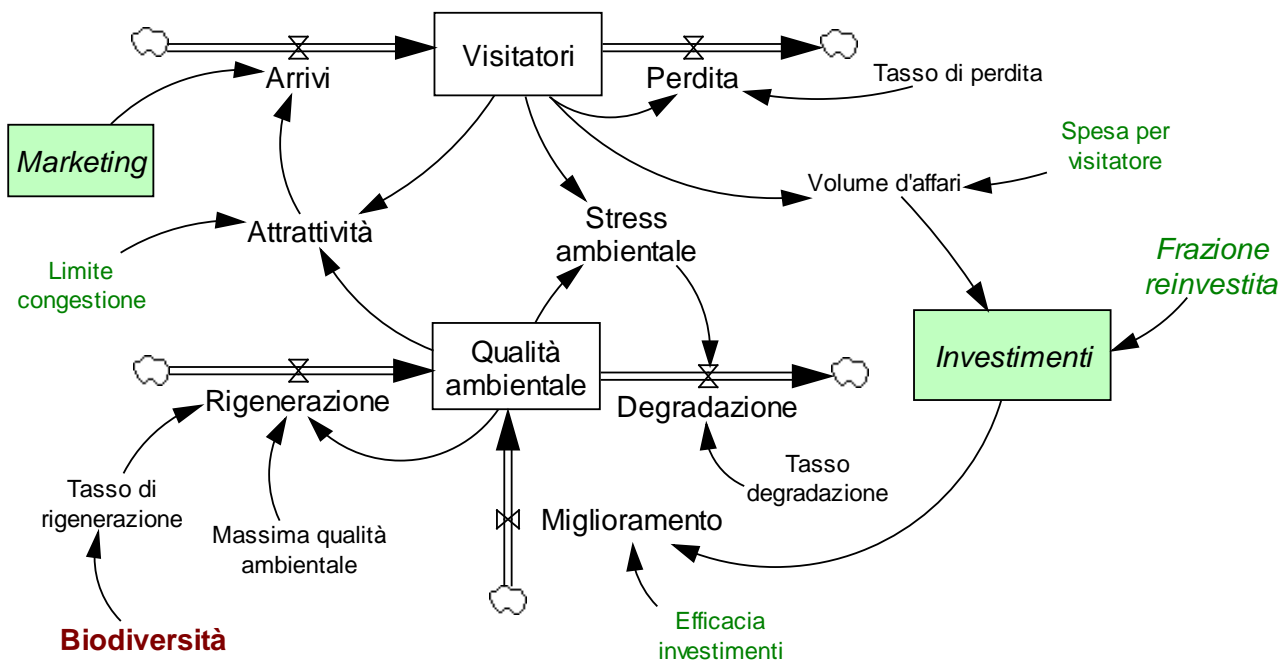 Visitatori
Arrivi
Perdita
Tasso di perdita
Marketing
Spesa per
visitatore
Volume d'affari
Attrattività
Stress
ambientale
Limite
congestione
Frazione
reinvestita
Qualità
ambientale
Investimenti
Rigenerazione
Degradazione
Tasso di
rigenerazione
Massima qualità
ambientale
Tasso
degradazione
Miglioramento
Biodiversità
Efficacia
investimenti